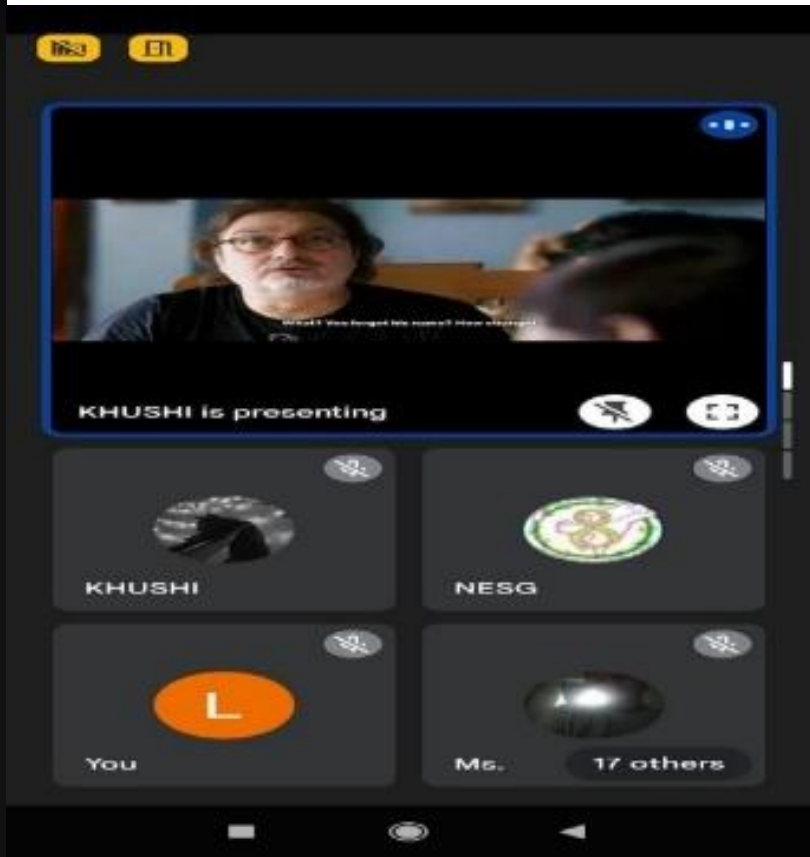 What? You forgot his name? How strange!
KHUSHI is presenting
KHUSHI
NESG
L
You
Ms.
17 others